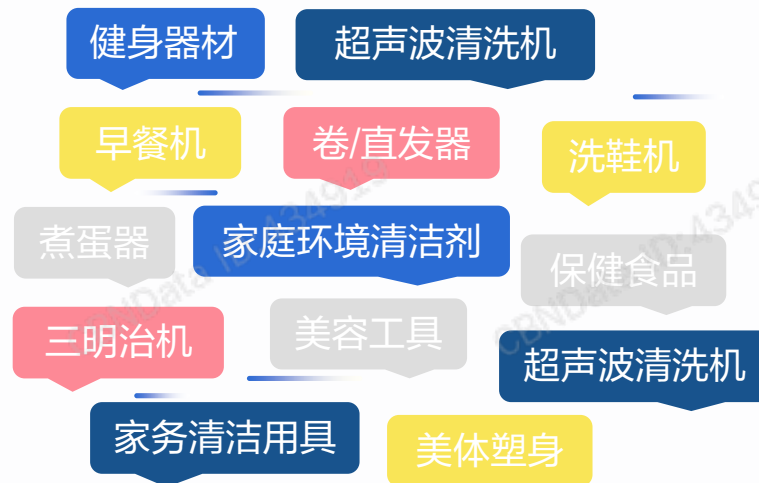 健身器材
超声波清洗机
早餐机
卷/直发器
洗鞋机
煮蛋器
家庭环境清洁剂
保健食品
三明治机
美容工具
超声波清洗机
家务清洁用具
美体塑身